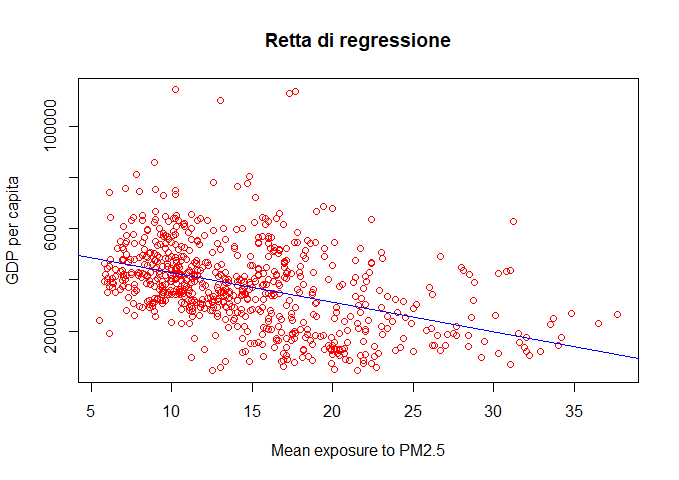 Retta di regressione
GDP per capita
100000
60000
20000
5 10 15 20 25 30 35
Mean exposure to PM2.5